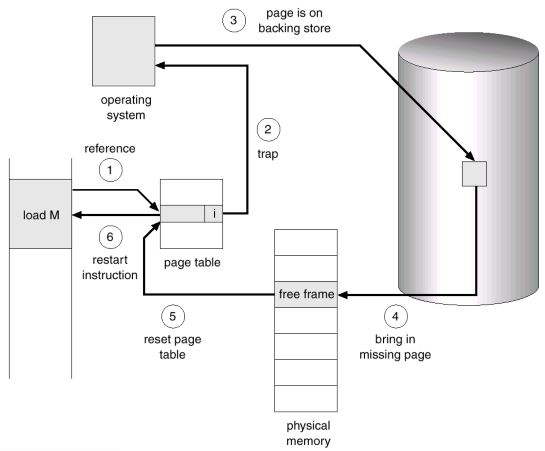 3
page is on
backing store
operating
system
2
trap
reference
1
load M
i
6
restart
instruction
page table
free frame
5
reset page
table
4
bring in
missing page
physical
memory